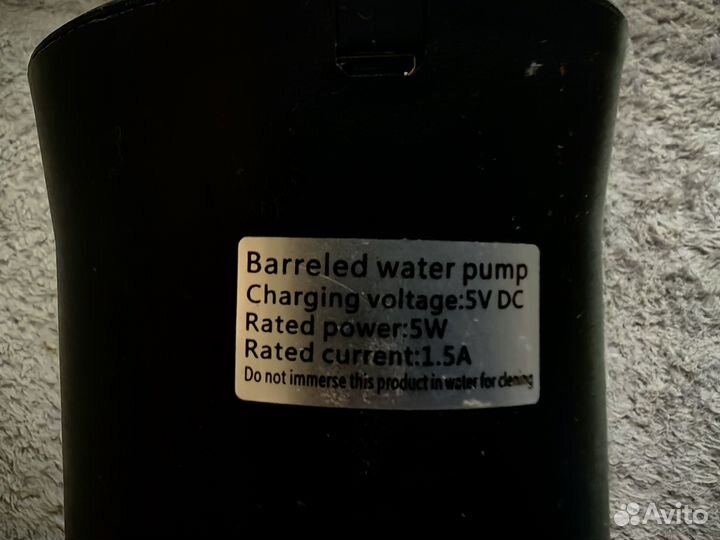 Barreled water pump
Charging voltage:5V DC
Rated power:5W
Rated current:1.5A
Do not immerse this product in water for clening
Avito